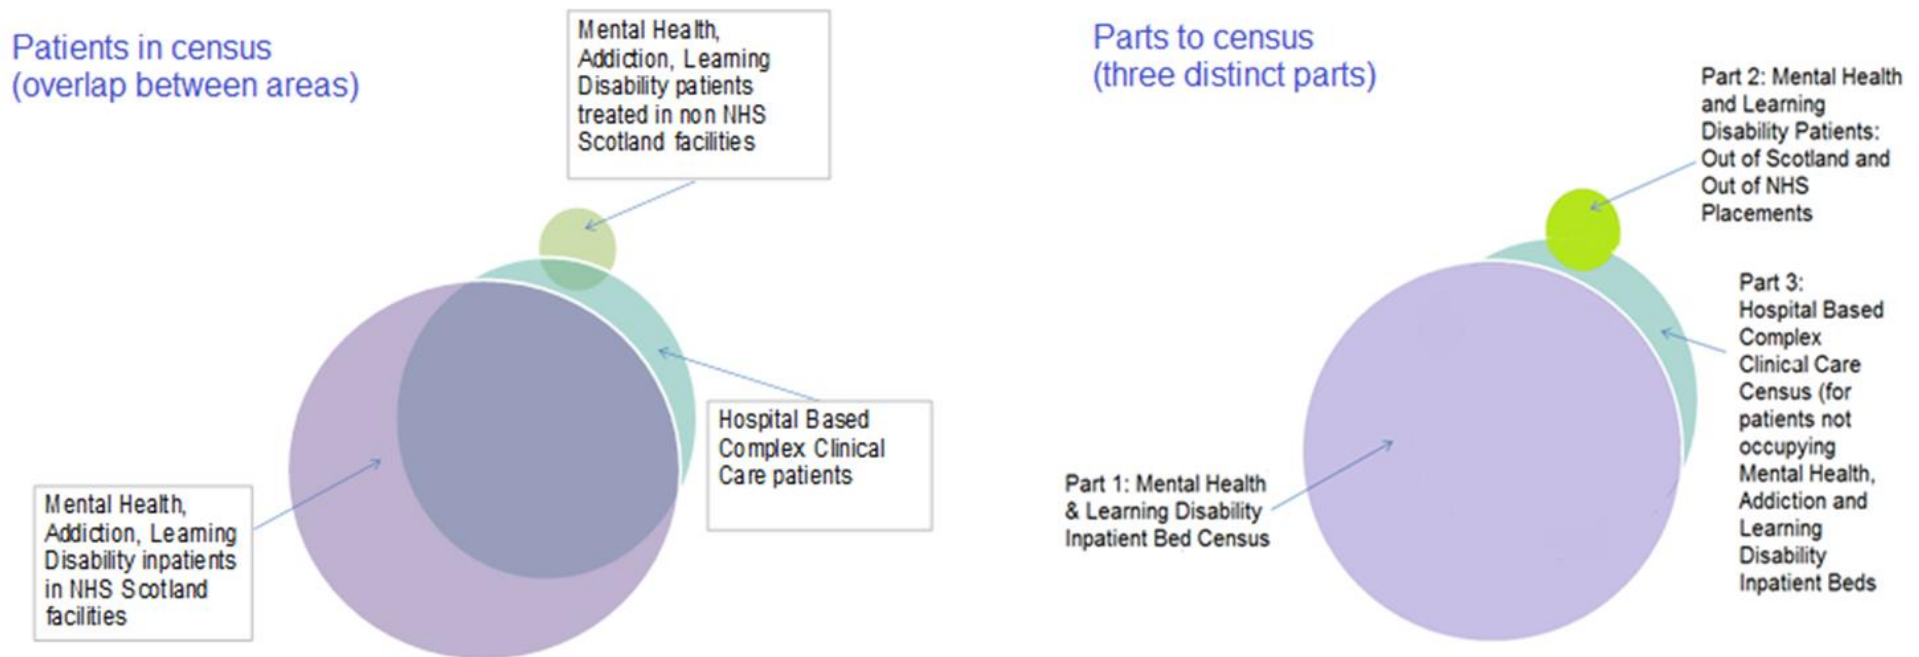 Patients in census
(overlap between areas)
Mental Health,
Addiction, Learning
Disability patients
treated in non NHS
Scotland facilities
Hospital Based
Complex Clinical
Care patients
Mental Health,
Addiction, Learning
Disability inpatients
in NHS Scotland
facilities
Parts to census
(three distinct parts)
Part 2: Mental Health
and Learning
Disability Patients:
Out of Scotland and
Out of NHS
Placements
Part 3:
Hospital Based
Complex
Clinical Care
Census (for
patients not
occupying
Mental Health,
Addiction and
Learning
Disability
Inpatient Beds
Part 1: Mental Health
& Learning Disability
Inpatient Bed Census